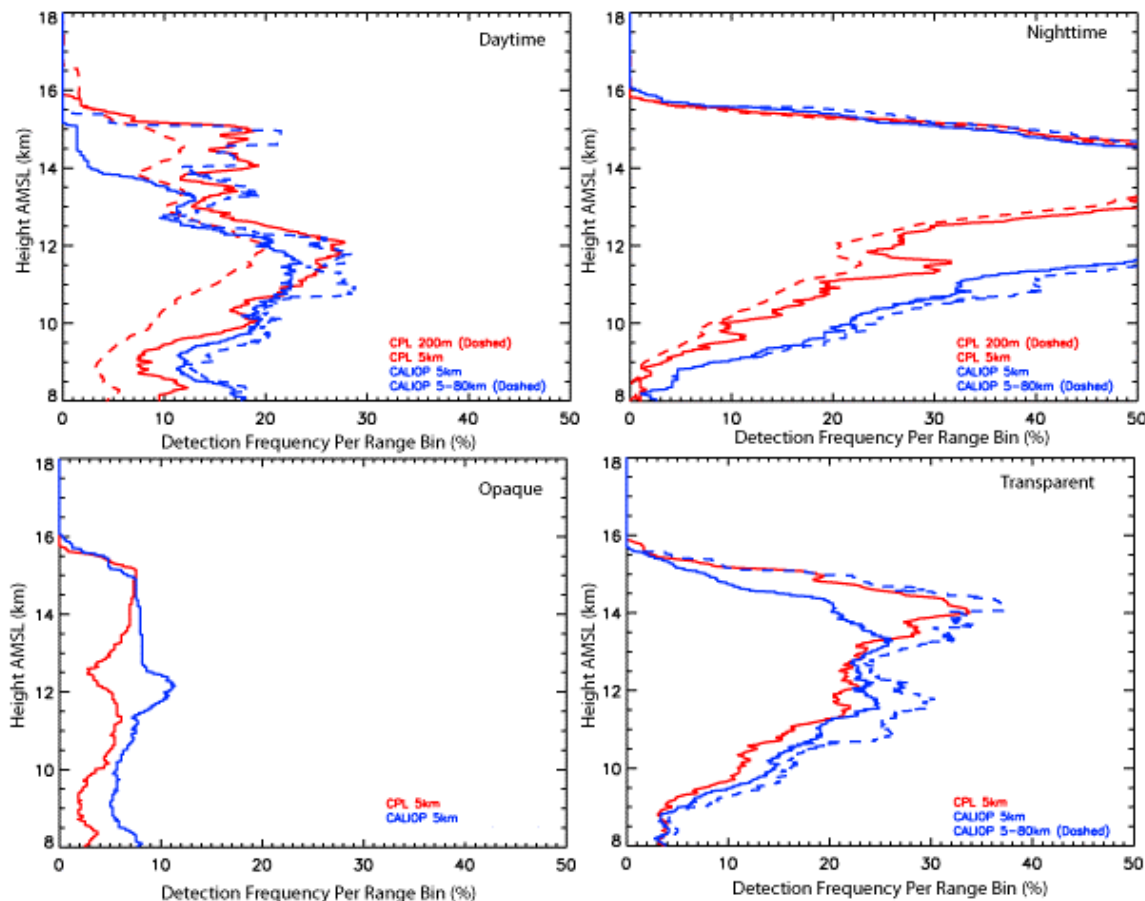 Daytime
18
16
14
12
10
8
Height AMSL (km)
CPL 200m (Dashed)
CPL 5km
CALIOP 5km
CALIOP 5-80km (Dashed)
0 10 20 30 40 50
Detection Frequency Per Range Bin (%)
Nighttime
18
16
14
12
10
8
Height AMSL (km)
CPL 200m (Dashed)
CPL 5km
CALIOP 5km
CALIOP 5-80km (Dashed)
0 10 20 30 40 50
Detection Frequency Per Range Bin (%)
Opaque
18
16
14
12
10
8
Height AMSL (km)
CPL 5km
CALIOP 5km
0 10 20 30 40 50
Detection Frequency Per Range Bin (%)
Transparent
18
16
14
12
10
8
Height AMSL (km)
CPL 5km
CALIOP 5km
CALIOP 5-80km (Dashed)
0 10 20 30 40 50
Detection Frequency Per Range Bin (%)